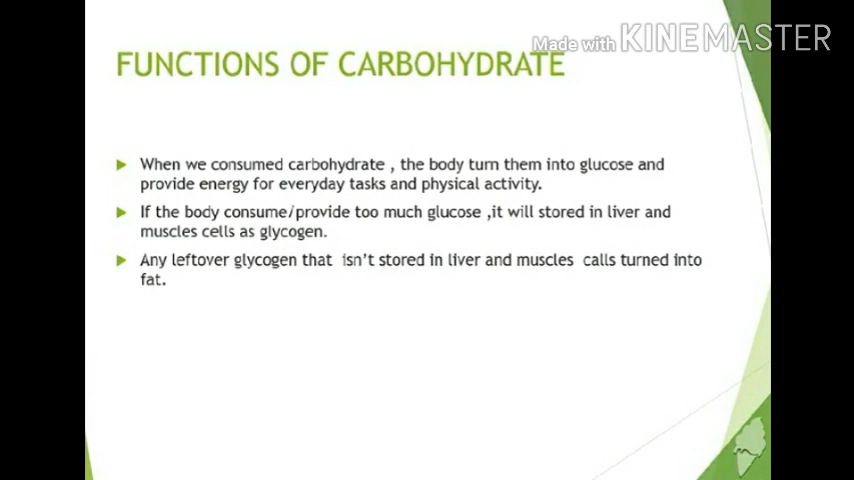 Made with KINEMASTER
FUNCTIONS OF CARBOHYDRATE
When we consumed carbohydrate , the body turn them into glucose and
provide energy for everyday tasks and physical activity.
If the body consume/provide too much glucose ,it will stored in liver and
muscles cells as glycogen.
Any leftover glycogen that isn't stored in liver and muscles calls turned into
fat.